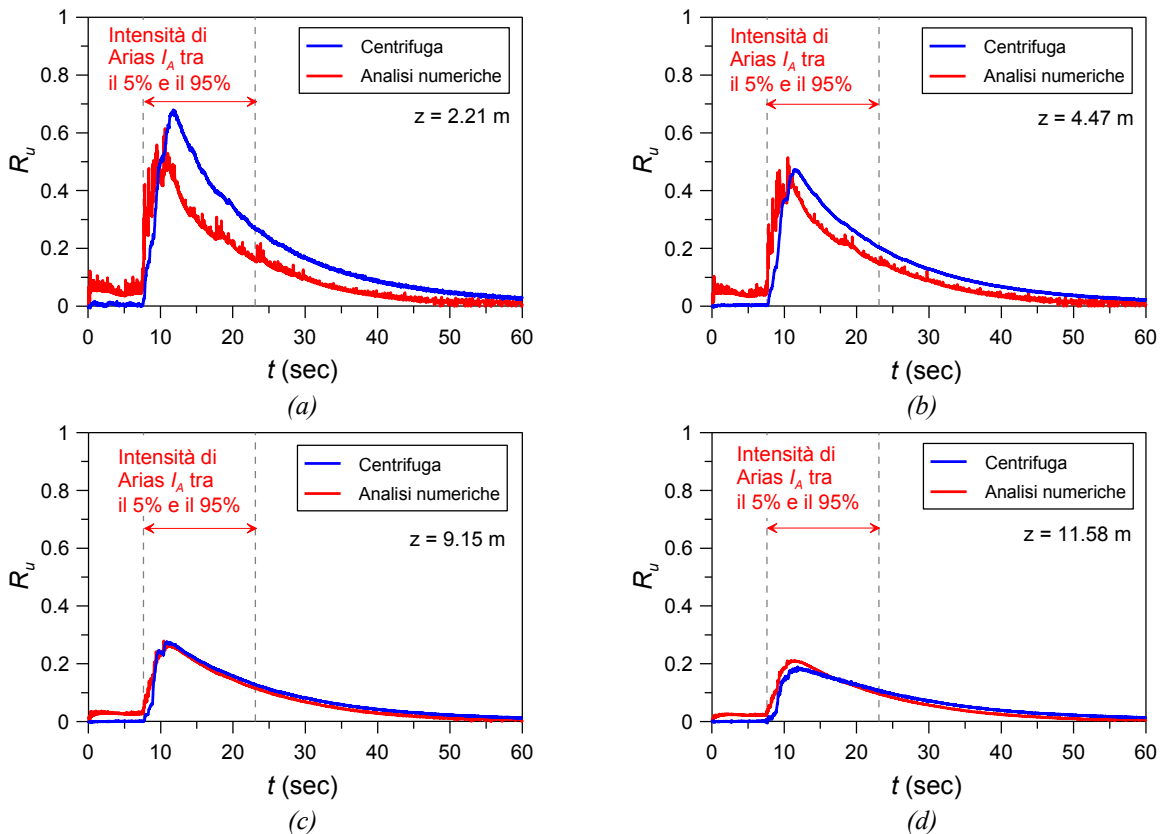 1
0.8
0.6
0.4
0.2
0
R_u
Intensità di
Arias I_A tra
il 5% e il 95%
Centrifuga
Analisi numeriche
z = 2.21 m
0 10 20 30 40 50 60
t (sec)
(a)
1
0.8
0.6
0.4
0.2
0
R_u
Intensità di
Arias I_A tra
il 5% e il 95%
Centrifuga
Analisi numeriche
z = 4.47 m
0 10 20 30 40 50 60
t (sec)
(b)
1
0.8
0.6
0.4
0.2
0
R_u
Intensità di
Arias I_A tra
il 5% e il 95%
Centrifuga
Analisi numeriche
z = 9.15 m
0 10 20 30 40 50 60
t (sec)
(c)
1
0.8
0.6
0.4
0.2
0
R_u
Intensità di
Arias I_A tra
il 5% e il 95%
Centrifuga
Analisi numeriche
z = 11.58 m
0 10 20 30 40 50 60
t (sec)
(d)